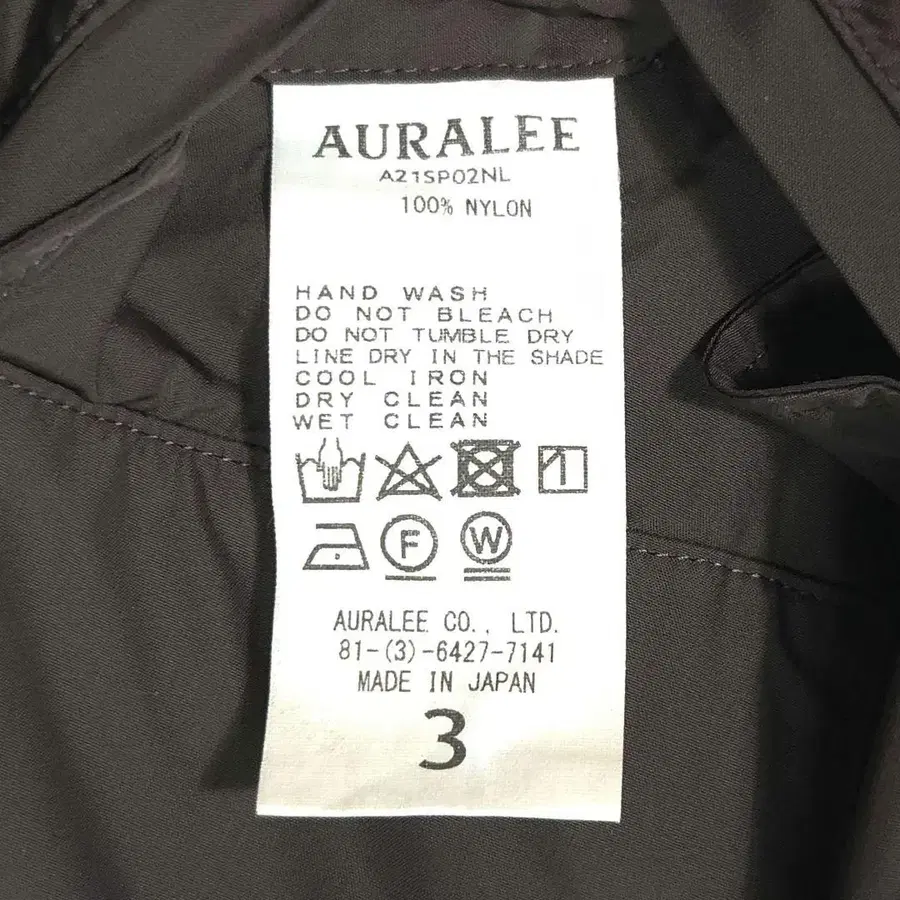 AURALEE
A21SP02NL
100% NYLON
HAND WASH
DO NOT BLEACH
DO NOT TUMBLE DRY
LINE DRY IN THE SHADE
COOL IRON
DRY CLEAN
WET CLEAN
F W
AURALEE CO., LTD.
81-(3)-6427-7141
MADE IN JAPAN
3